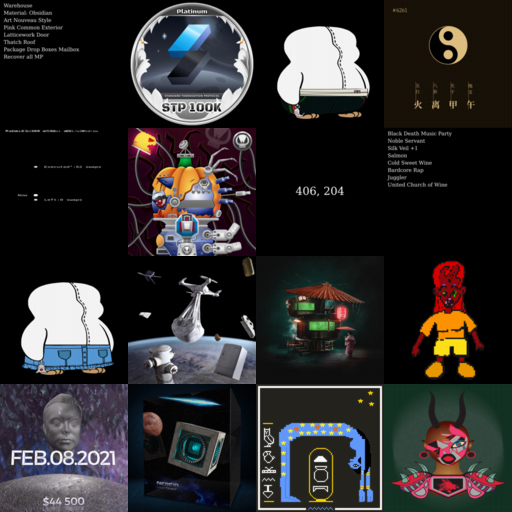 Warehouse
Material: Obsidian
Art Nouveau Style
Pink Common Exterior
Latticework Door
Thatch Roof
Package Drop Boxes Mailbox
Recover all MP
Platinum
STP 100K
#6261
火 离 甲 午
406, 204
Black Death Music Party
Noble Servant
Silk Veil +1
Salmon
Cold Sweet Wine
Bardcore Rap
Juggler
United Church of Wine
FEB.08.2021
$44 500